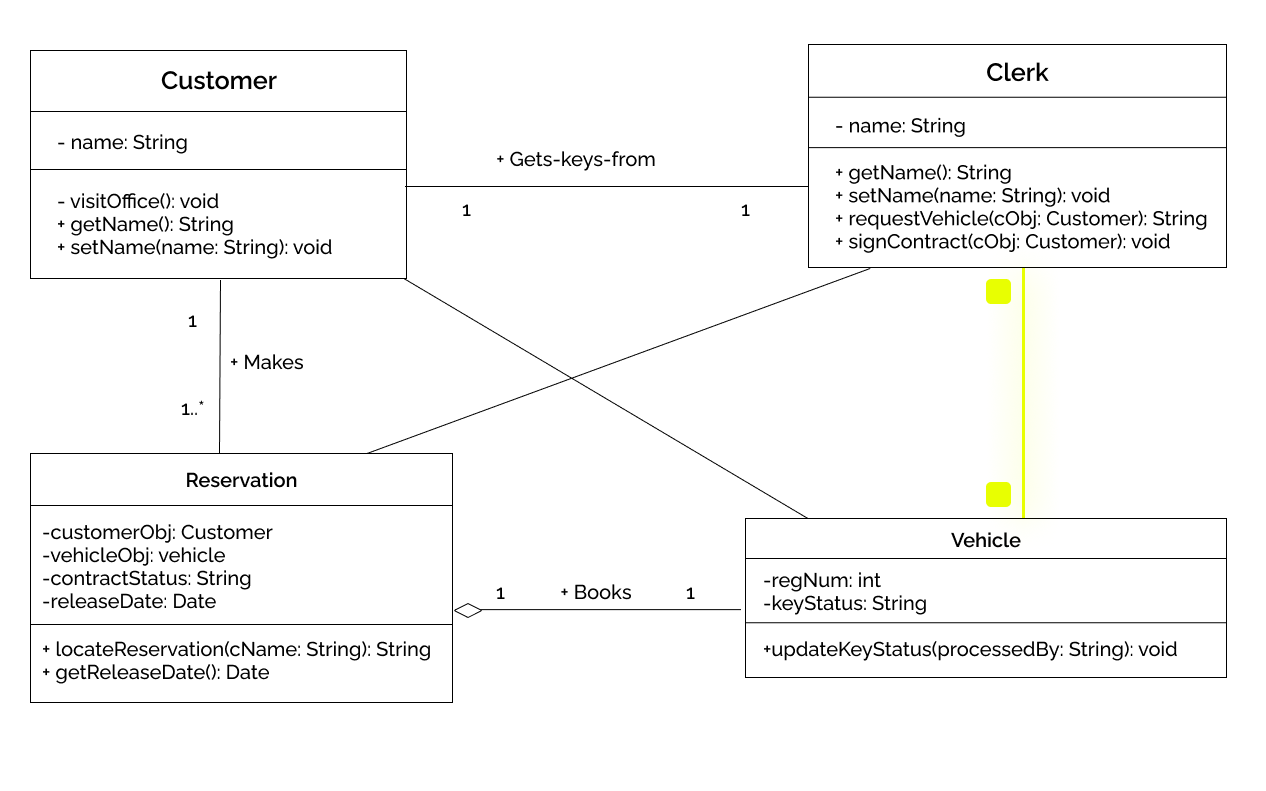 Customer
- name: String
- visitOffice(): void
+ getName(): String
+ setName(name: String): void
Clerk
- name: String
+ getName(): String
+ setName(name: String): void
+ requestVehicle(cObj: Customer): String
+ signContract(cObj: Customer): void
+ Gets-keys-from
1
1
1
+ Makes
1..*
Reservation
-customerObj: Customer
-vehicleObj: vehicle
-contractStatus: String
-releaseDate: Date
+ locateReservation(cName: String): String
+ getReleaseDate(): Date
1
+ Books
1
Vehicle
-regNum: int
-keyStatus: String
+updateKeyStatus(processedBy: String): void